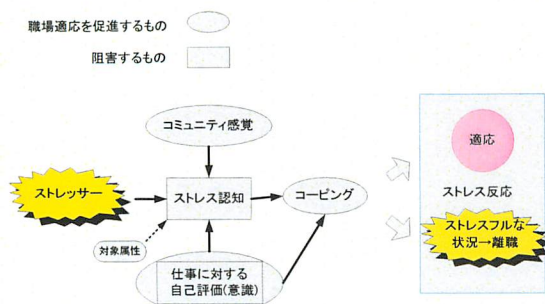 職場適応を促進するもの
阻害するもの
コミュニティ感覚
適応
ストレッサー
ストレス認知
コーピング
ストレス反応
対象属性
ストレスフルな
状況→離職
仕事に対する
自己評価(意識)